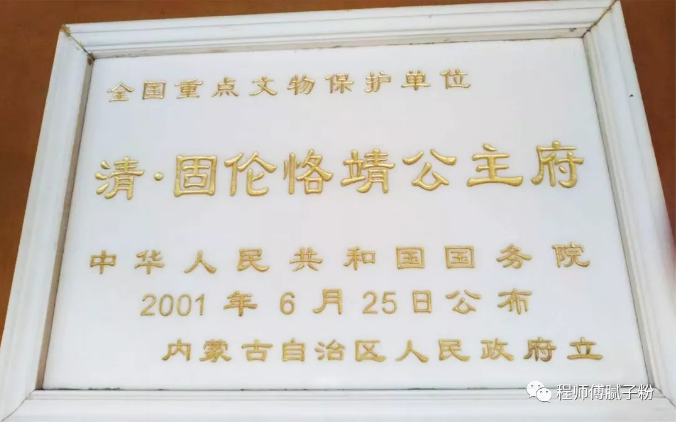 全国重点文物保护单位
清·固伦恪靖公主府
中华人民共和国国务院
2001年6月25日公布
内蒙古自治区人民政府立
程师傅腻子粉